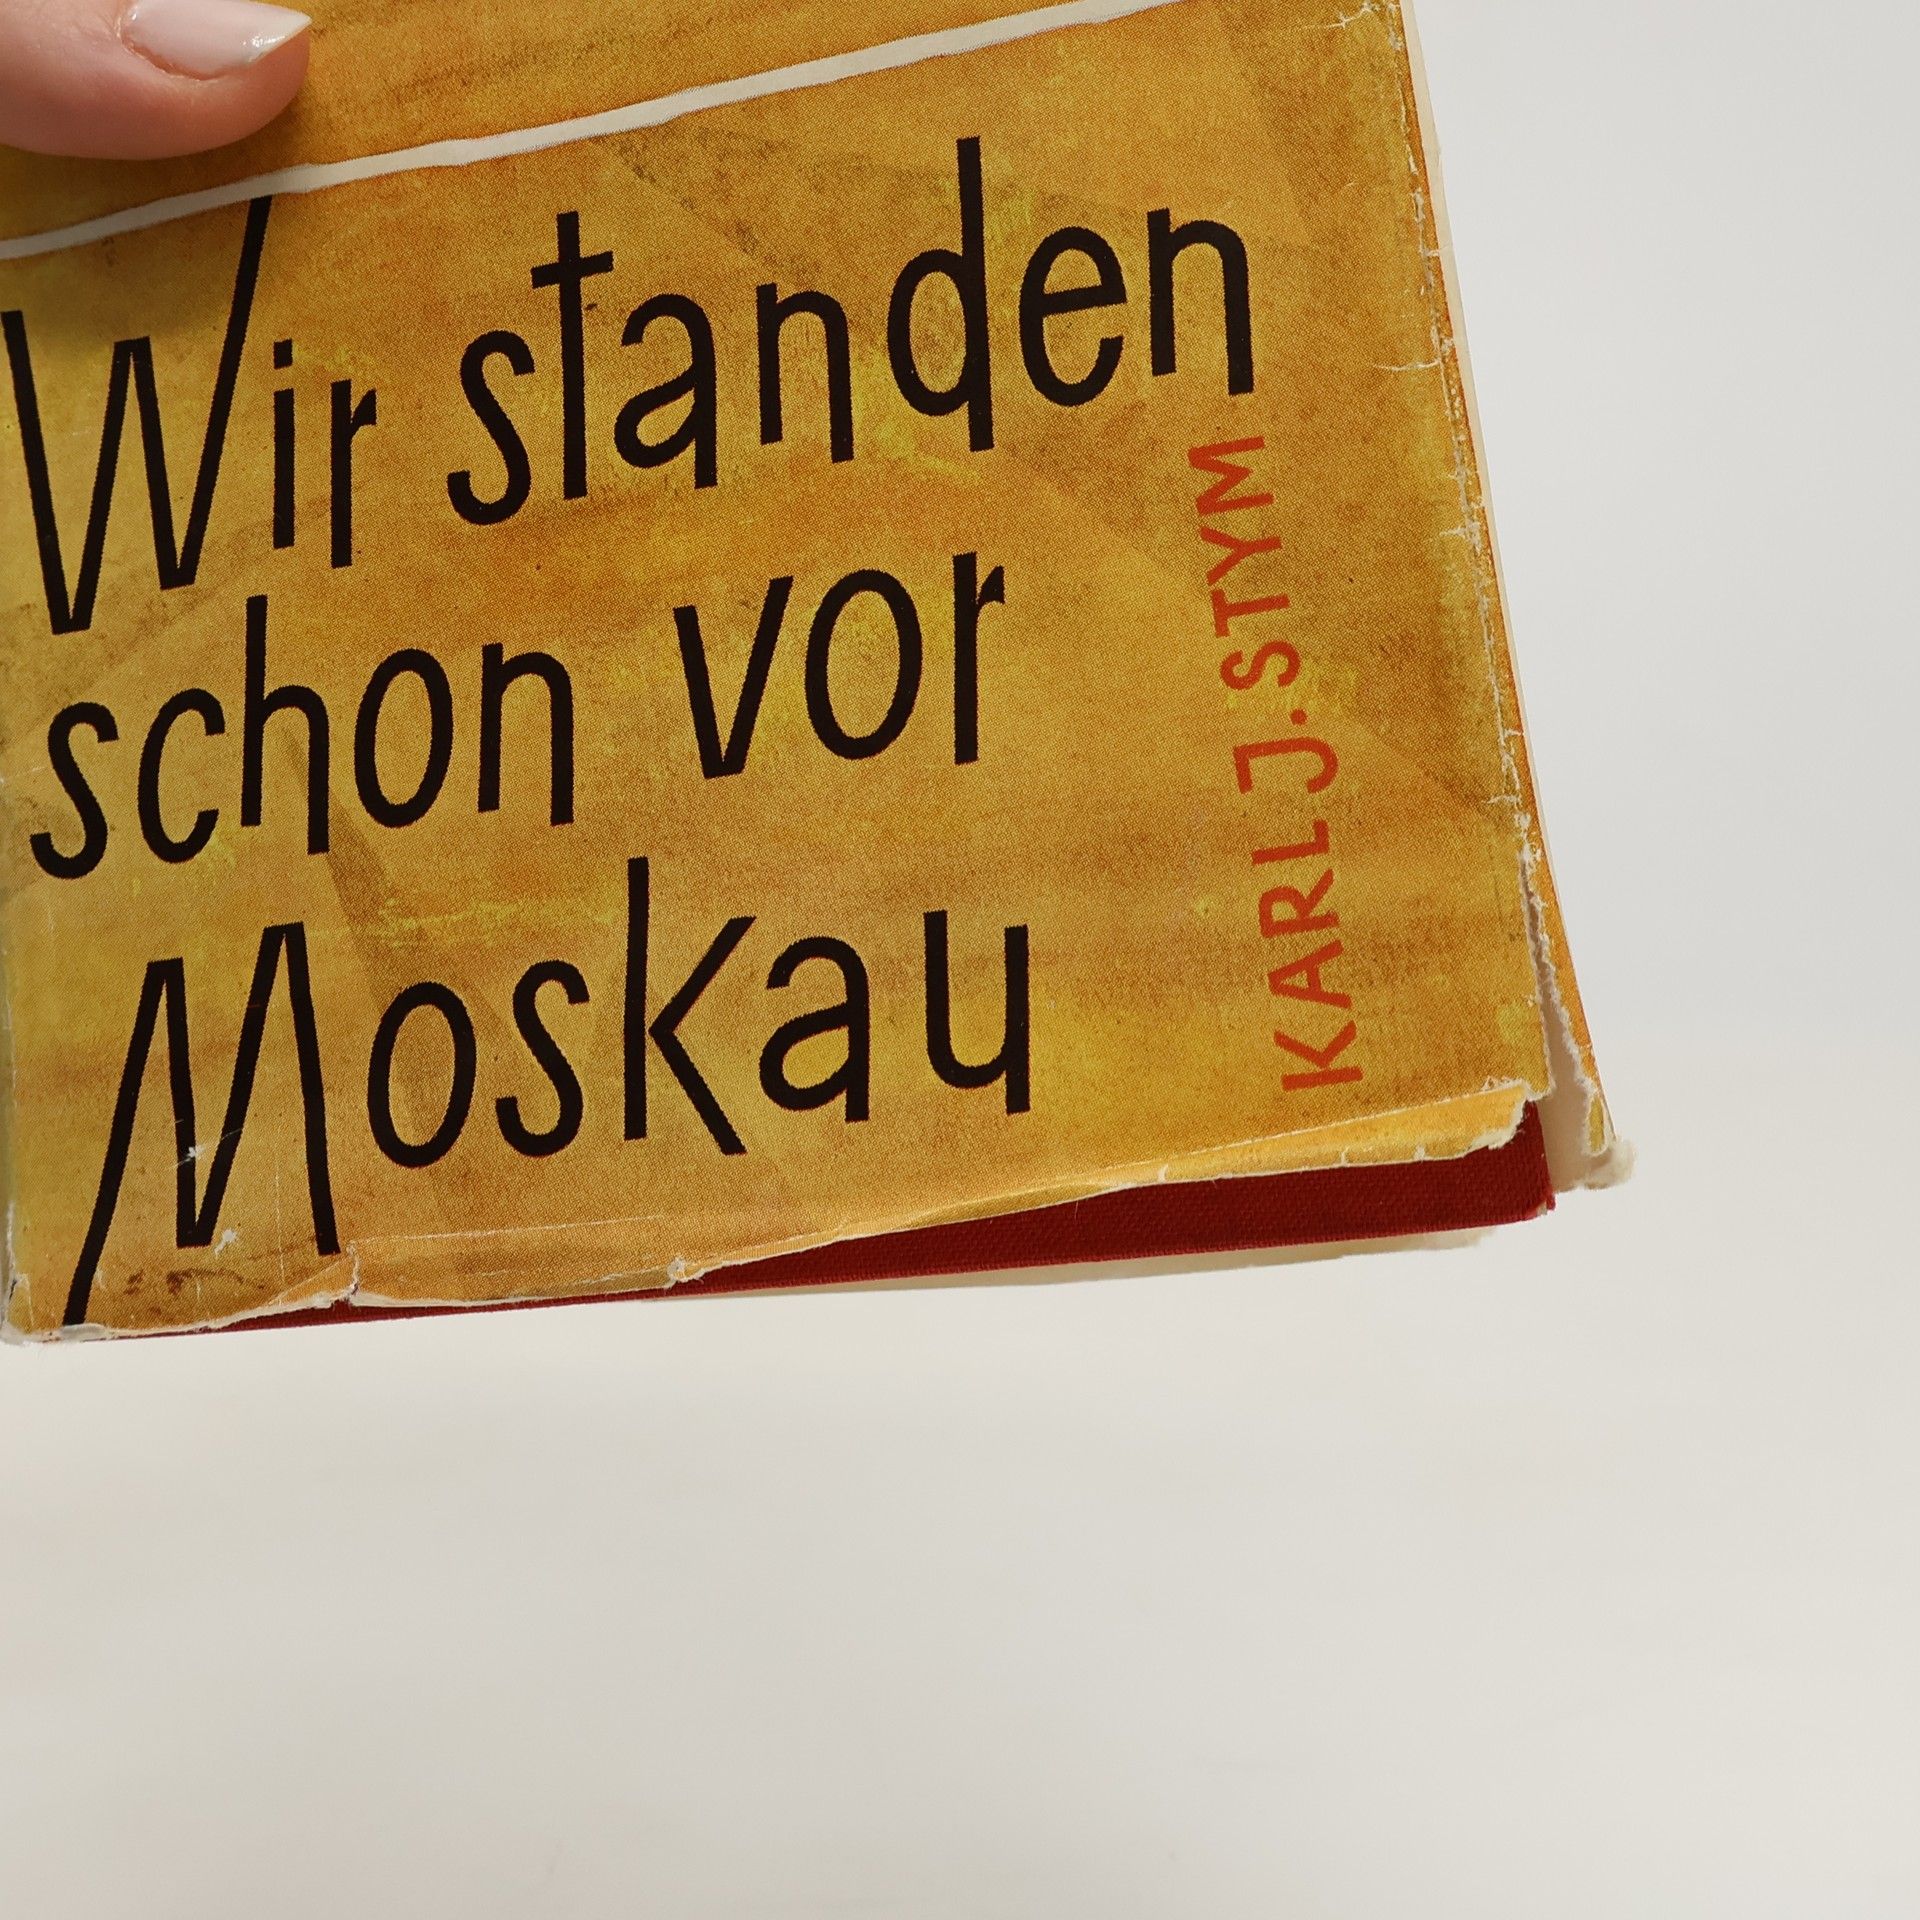 Wir standen
schon vor
Moskau
KARL J. STYM